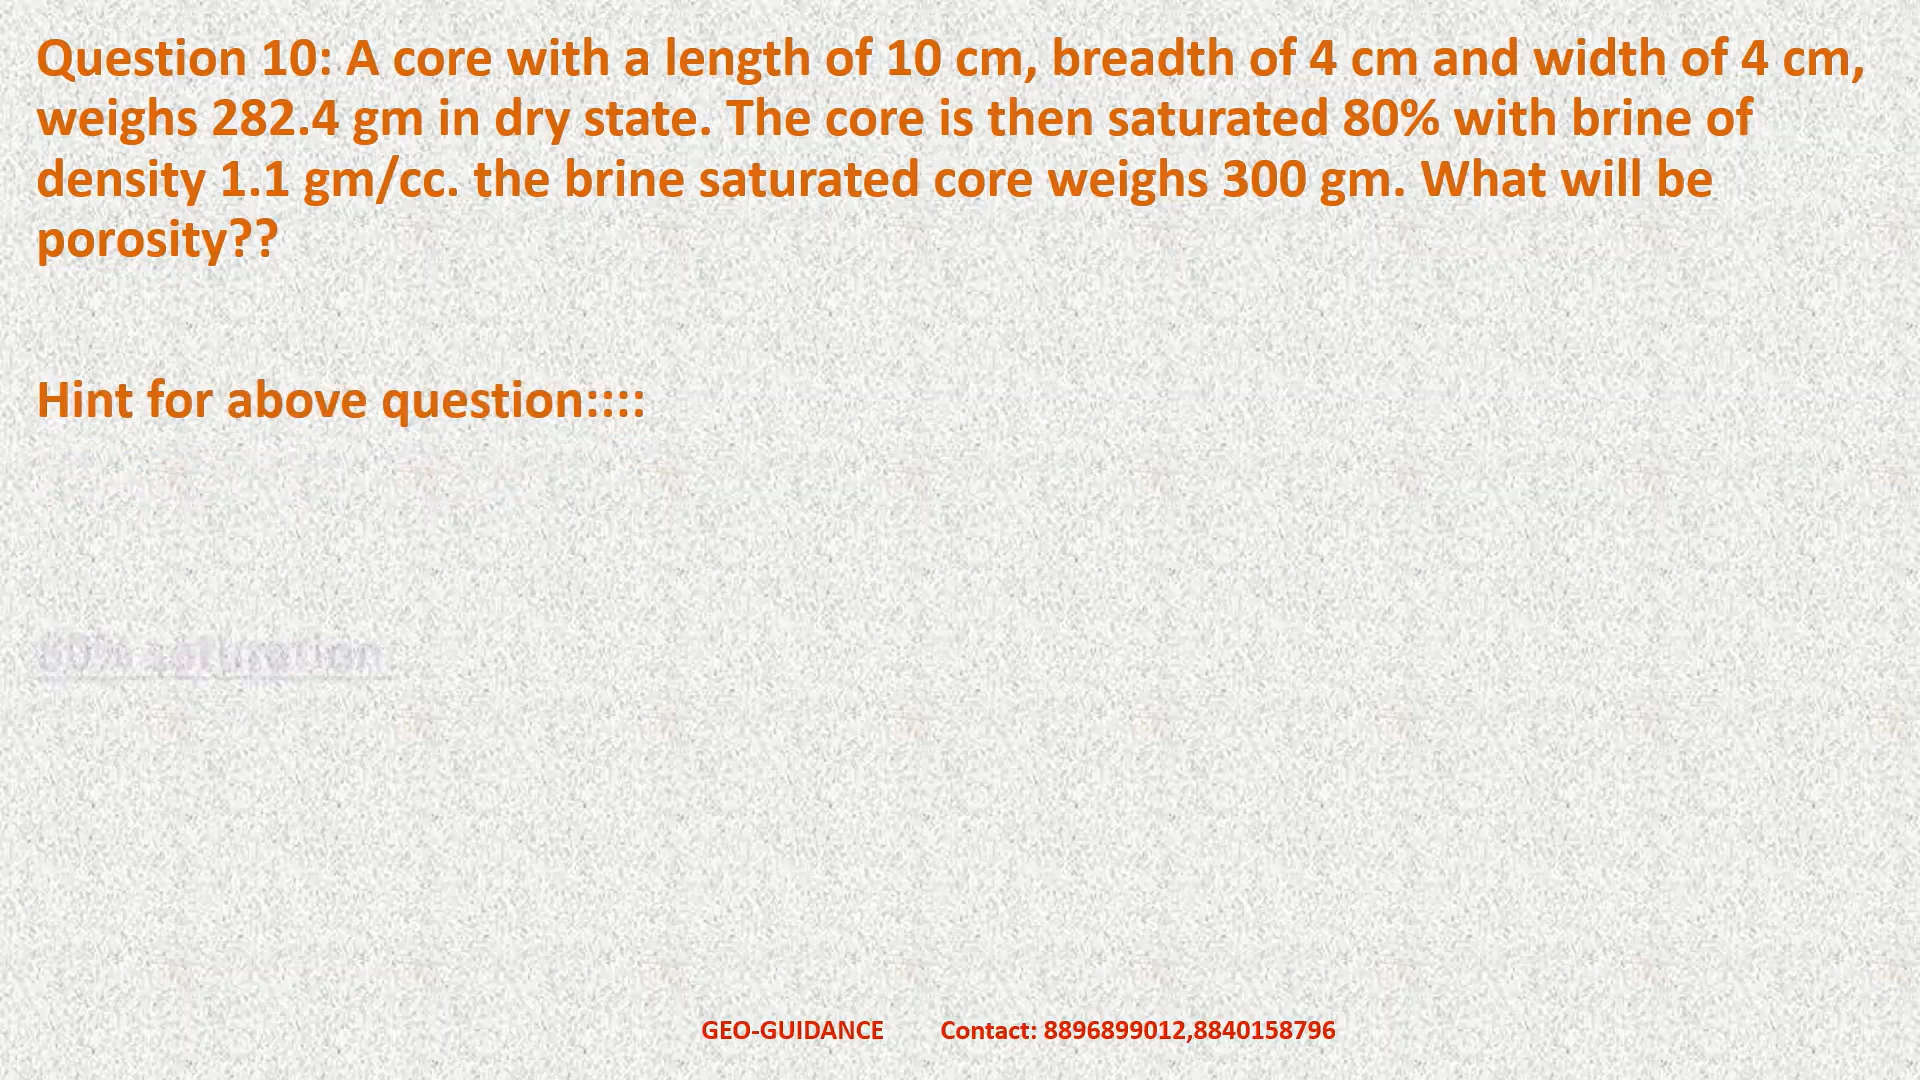 Question 10: A core with a length of 10 cm, breadth of 4 cm and width of 4 cm,
weighs 282.4 gm in dry state. The core is then saturated 80% with brine of
density 1.1 gm/cc. the brine saturated core weighs 300 gm. What will be
porosity??
Hint for above question::::
80% saturation:
GEO-GUIDANCE Contact: 8896899012,8840158796